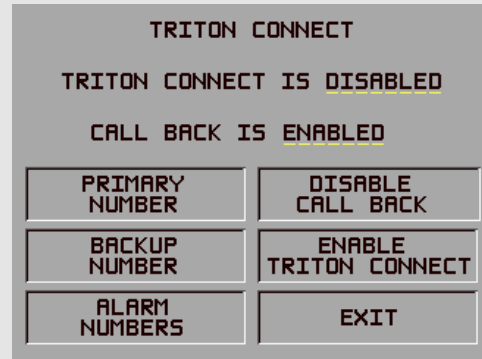 TRITON CONNECT
TRITON CONNECT IS DISABLED
CALL BACK IS ENABLED
PRIMARY
NUMBER
DISABLE
CALL BACK
BACKUP
NUMBER
ENABLE
TRITON CONNECT
ALARM
NUMBERS
EXIT